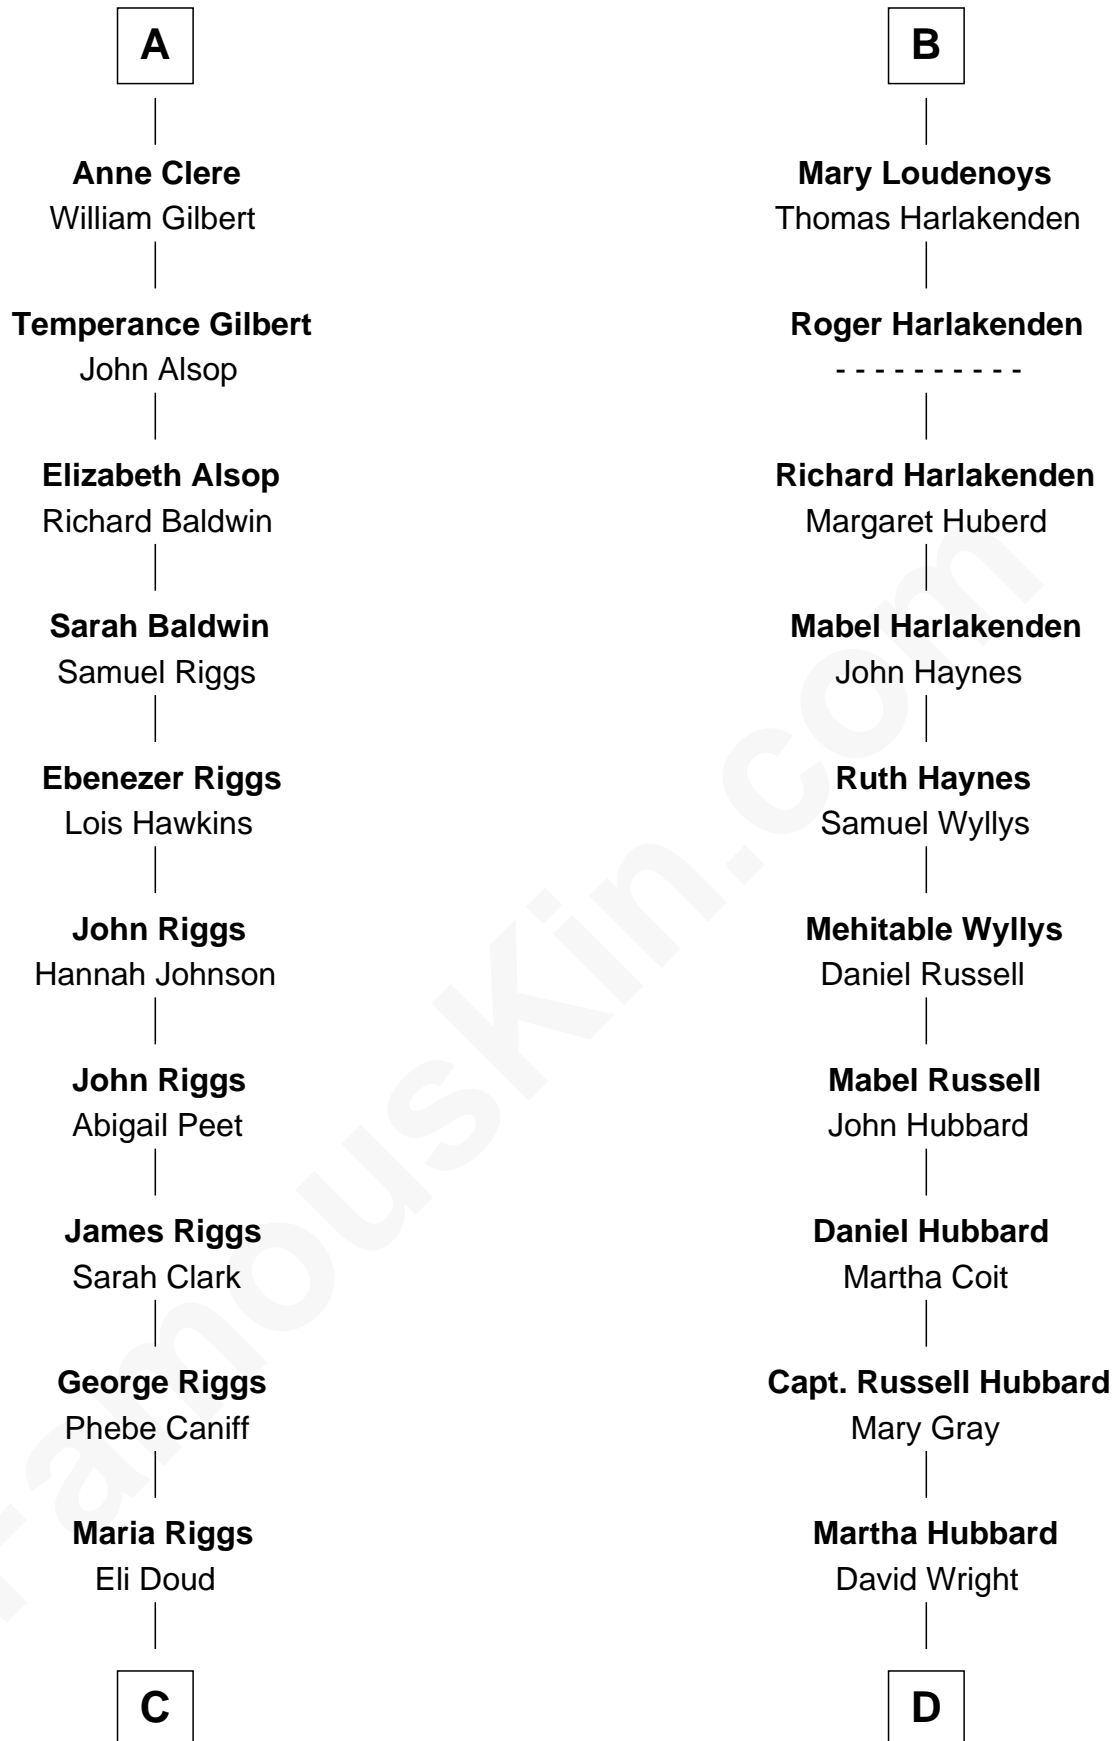 A
Anne Clere
William Gilbert
Temperance Gilbert
John Alsop
Elizabeth Alsop
Richard Baldwin
Sarah Baldwin
Samuel Riggs
Ebenezer Riggs
Lois Hawkins
John Riggs
Hannah Johnson
John Riggs
Abigail Peet
James Riggs
Sarah Clark
George Riggs
Phebe Caniff
Maria Riggs
Eli Doud
C
B
Mary Loudenoys
Thomas Harlakenden
Roger Harlakenden
- - - - - - - - - -
Richard Harlakenden
Margaret Huberd
Mabel Harlakenden
John Haynes
Ruth Haynes
Samuel Wyllys
Mehitable Wyllys
Daniel Russell
Mabel Russell
John Hubbard
Daniel Hubbard
Martha Coit
Capt. Russell Hubbard
Mary Gray
Martha Hubbard
David Wright
D
FamousKin.com